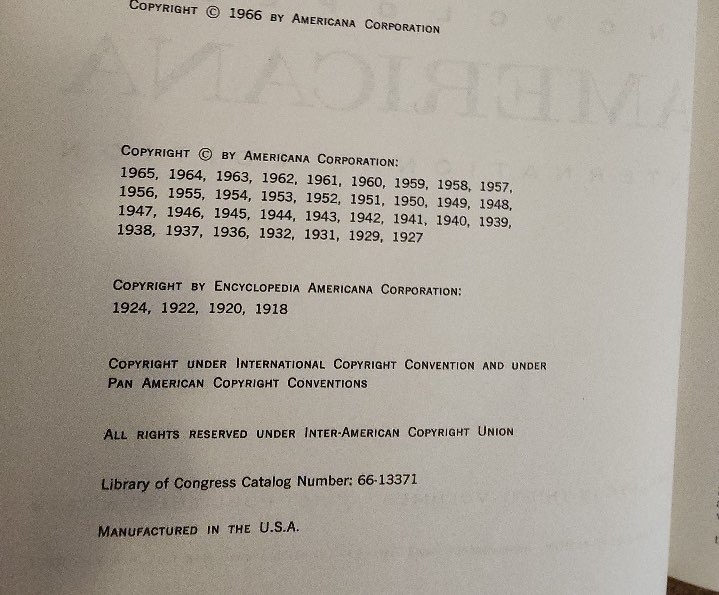 COPYRIGHT © 1966 BY AMERICANA CORPORATION
COPYRIGHT © BY AMERICANA CORPORATION:
1965, 1964, 1963, 1962, 1961, 1960, 1959, 1958, 1957,
1956, 1955, 1954, 1953, 1952, 1951, 1950, 1949, 1948,
1947, 1946, 1945, 1944, 1943, 1942, 1941, 1940, 1939,
1938, 1937, 1936, 1932, 1931, 1929, 1927
COPYRIGHT BY ENCYCLOPEDIA AMERICANA CORPORATION:
1924, 1922, 1920, 1918
COPYRIGHT UNDER INTERNATIONAL COPYRIGHT CONVENTION AND UNDER
PAN AMERICAN COPYRIGHT CONVENTIONS
ALL RIGHTS RESERVED UNDER INTER-AMERICAN COPYRIGHT UNION
Library of Congress Catalog Number: 66-13371
MANUFACTURED IN THE U.S.A.